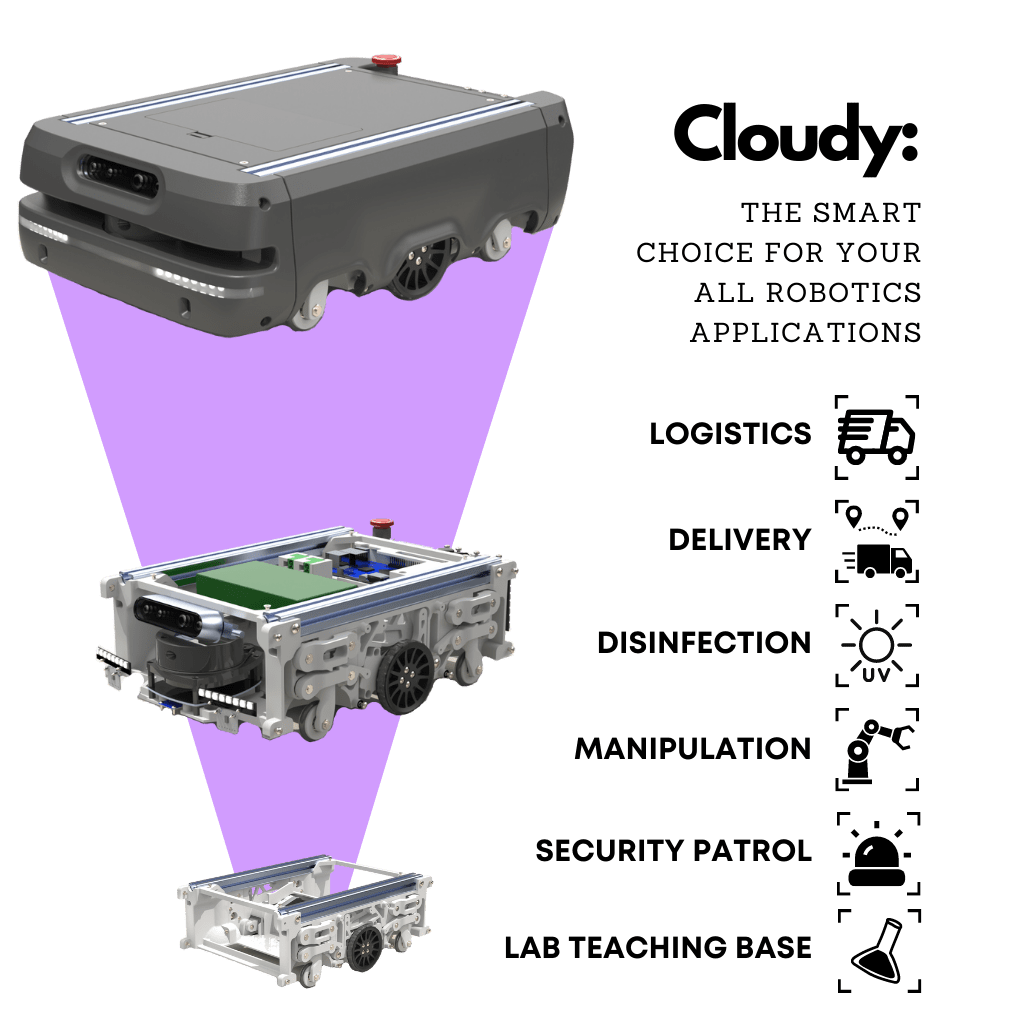 Cloudy:
THE SMART
CHOICE FOR YOUR
ALL ROBOTICS
APPLICATIONS
LOGISTICS
DELIVERY
DISINFECTION
UV
MANIPULATION
SECURITY PATROL
LAB TEACHING BASE